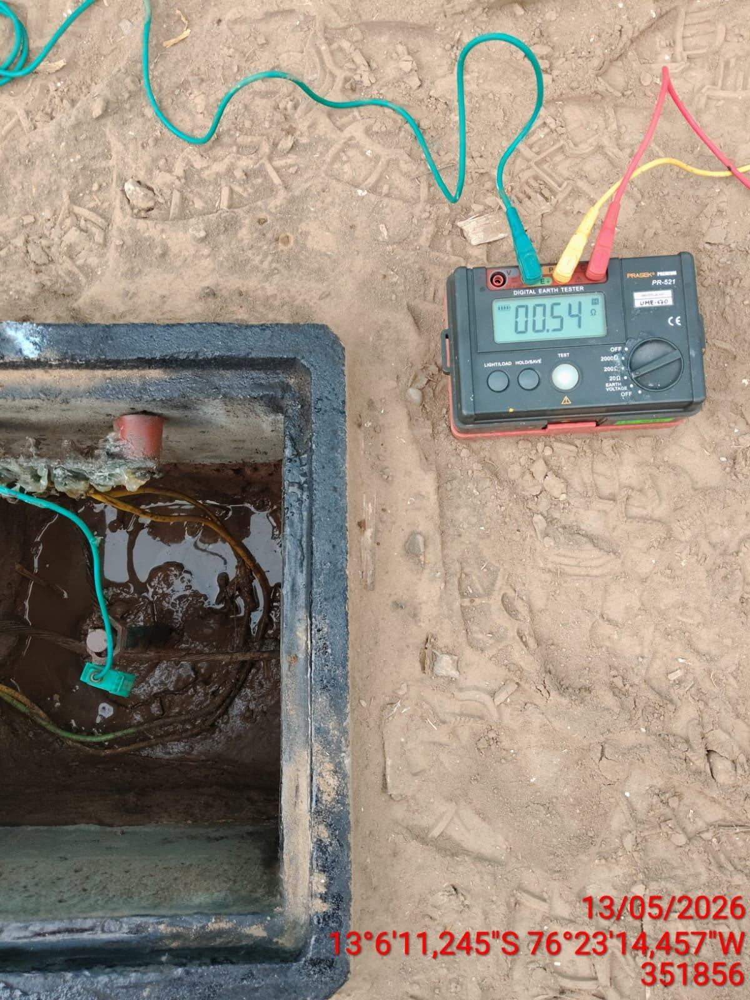 PRASEK® PREMIUM
PR-521
UME-170
CE
V
P
E
DIGITAL EARTH TESTER
00.54 Ω
H
LIGHT/LOAD HOLD/SAVE TEST
OFF
2000Ω
200Ω
20Ω
EARTH
VOLTAGE
OFF
13/05/2026
13°6'11,245"S 76°23'14,457"W
351856